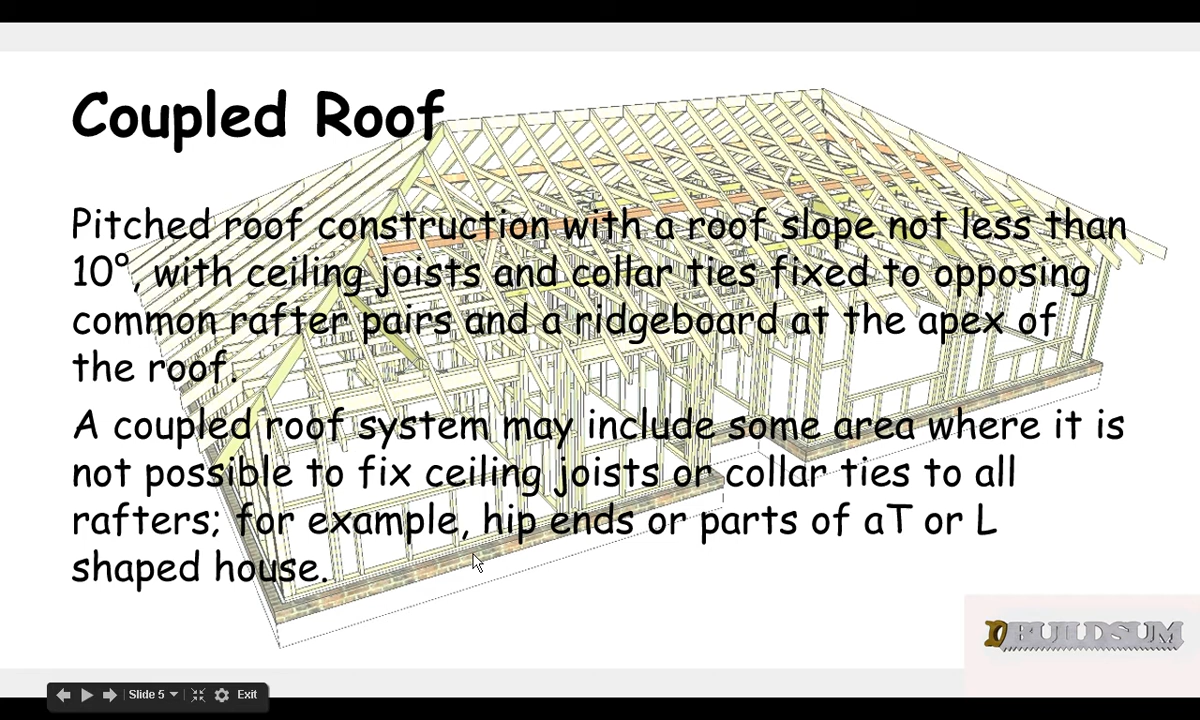 Coupled Roof
Pitched roof construction with a roof slope not less than
10°, with ceiling joists and collar ties fixed to opposing
common rafter pairs and a ridgeboard at the apex of
the roof.
A coupled roof system may include some area where it is
not possible to fix ceiling joists or collar ties to all
rafters; for example, hip ends or parts of aT or L
shaped house.
BUILDSUM
Slide 5
Exit